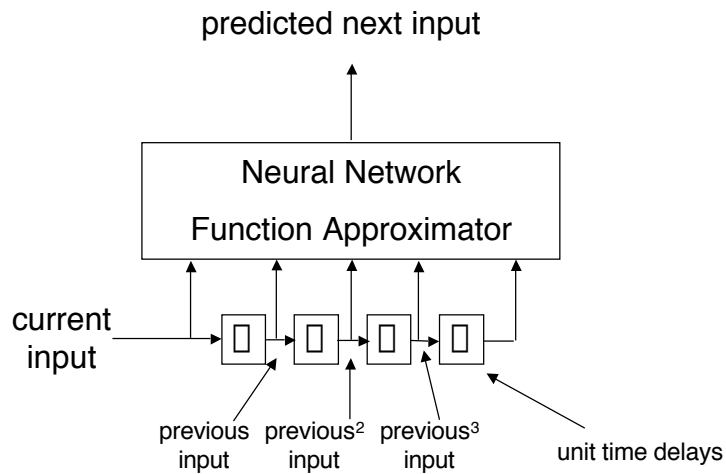 predicted next input
Neural Network
Function Approximator
current
input
previous
input
previous²
input
previous³
input
unit time delays